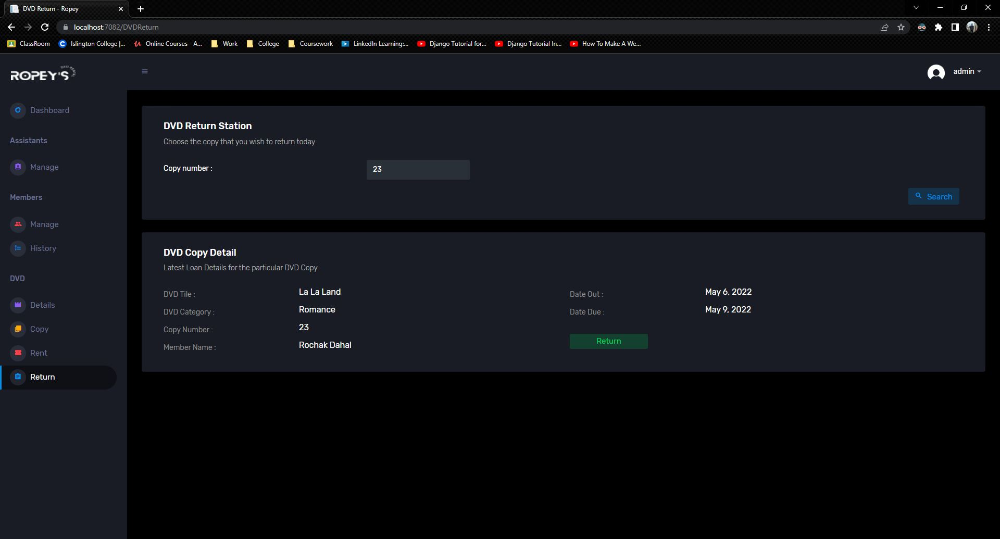 DVD Return - Ropey
localhost:7082/DVDReturn
ClassRoom Islington College |... Online Courses - A... Work College Coursework LinkedIn Learning:... Django Tutorial for... Django Tutorial In... How To Make A We...
ROPEY'S
admin
Dashboard
Assistants
Manage
Members
Manage
History
DVD
Details
Copy
Rent
Return
DVD Return Station
Choose the copy that you wish to return today
Copy number : 23
Search
DVD Copy Detail
Latest Loan Details for the particular DVD Copy
DVD Tile : La La Land Date Out : May 6, 2022
DVD Category : Romance Date Due : May 9, 2022
Copy Number : 23
Member Name : Rochak Dahal Return